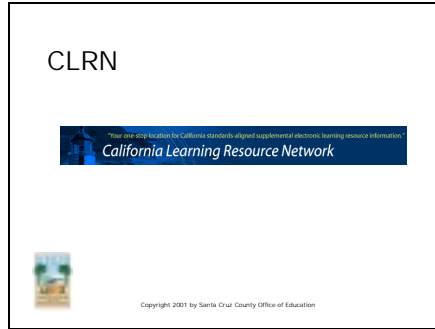 CLRN
"Your one-stop location for California standards-aligned supplemental electronic learning resource information."
California Learning Resource Network
Copyright 2001 by Santa Cruz County Office of Education